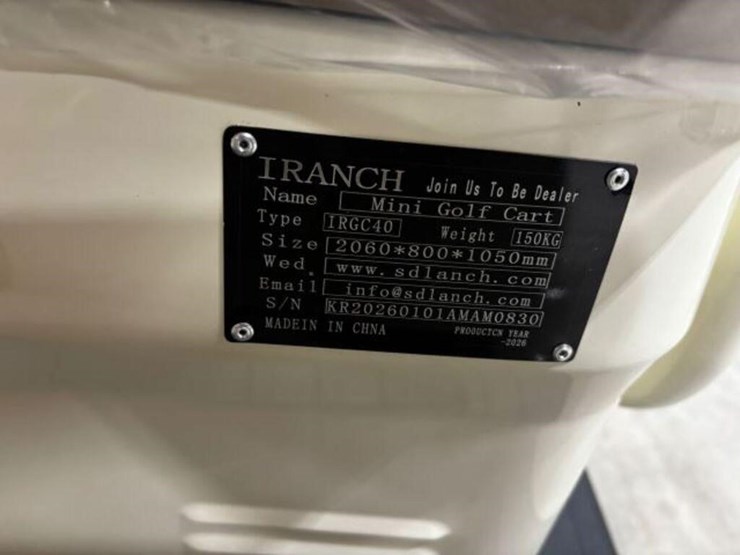 IRANCH Join Us To Be Dealer
Name Mini Golf Cart
Type IRGC40 Weight 150KG
Size 2060*800*1050mm
Wed. www.sdlanch.com
Email info@sdlanch.com
S/N KR20260101AMAM0830
MADEIN IN CHNA PROOUCTCN YEAR
-2026